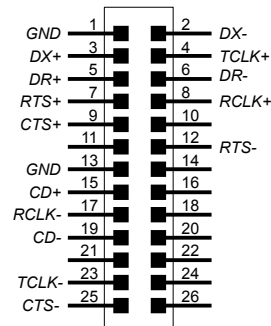 GND 1 2 DX-
DX+ 3 4 TCLK+
DR+ 5 6 DR-
RTS+ 7 8 RCLK+
CTS+ 9 10
11 12 RTS-
GND 13 14
CD+ 15 16
RCLK- 17 18
CD- 19 20
21 22
TCLK- 23 24
CTS- 25 26